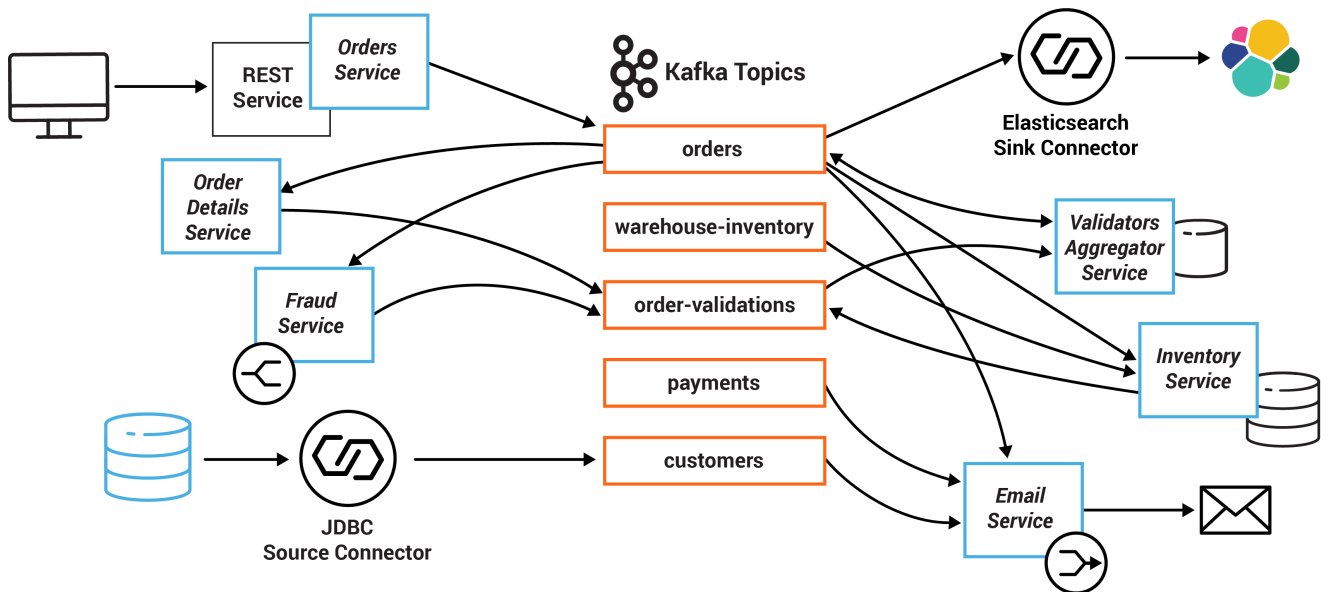 Orders
Service
REST
Service
Kafka Topics
Elasticsearch
Sink Connector
orders
Order
Details
Service
warehouse-inventory
Validators
Aggregator
Service
Fraud
Service
order-validations
Inventory
Service
payments
customers
JDBC
Source Connector
Email
Service